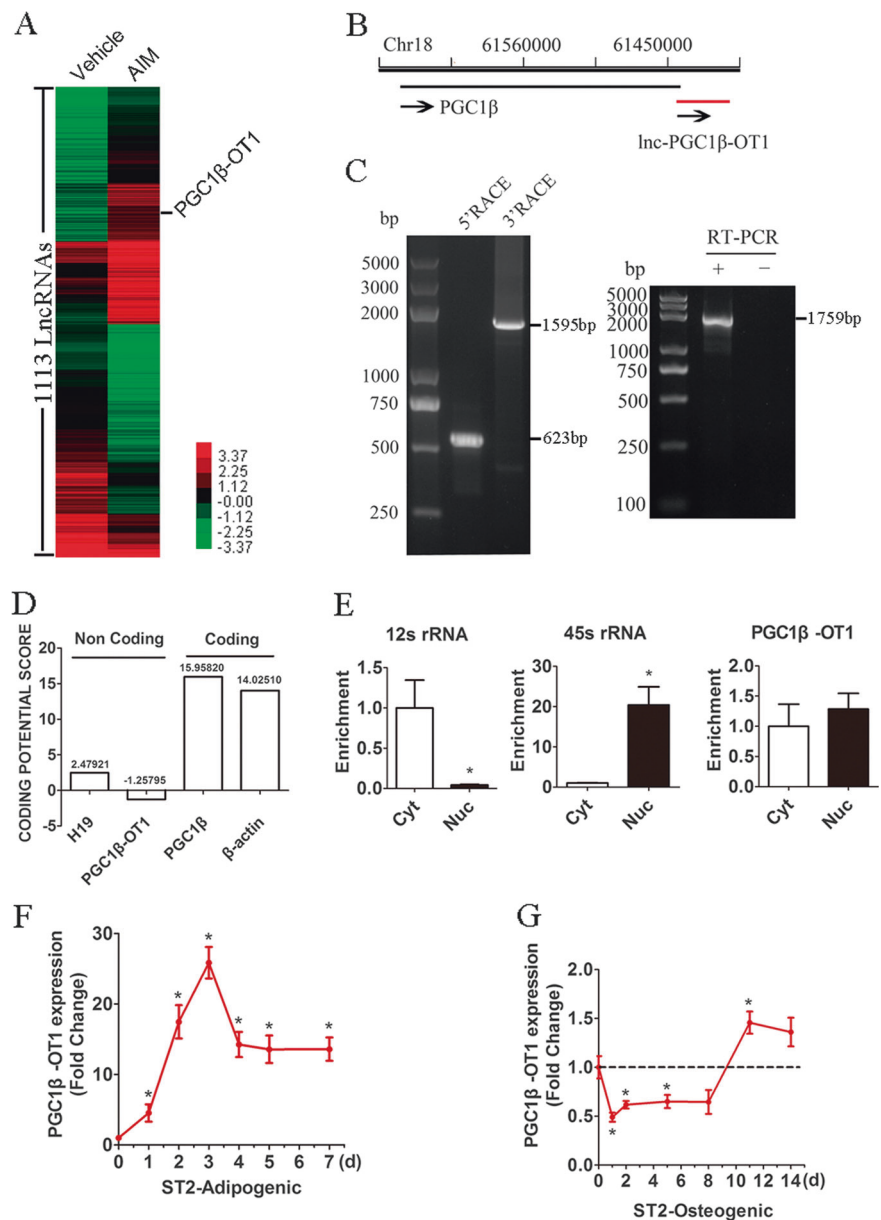 A
Vehicle
AIM
1113 LncRNAs
PGC1β-OT1
3.37
2.25
1.12
-0.00
-1.12
-2.25
-3.37
B
Chr18 61560000 61450000
PGC1β
lnc-PGC1β-OT1
C
bp
5'RACE
3'RACE
5000
3000
2000
1000
750
500
250
1595bp
623bp
RT-PCR
bp + −
5000
3000
2000
1000
750
500
250
100
1759bp
D
CODING POTENTIAL SCORE
Non Coding Coding
25
20
15
10
5
0
-5
2.47921
-1.25795
15.95820
14.02510
H19
PGC1β-OT1
PGC1β
β-actin
E
12s rRNA
Enrichment
1.5
1.0
0.5
0.0
*
Cyt
Nuc
45s rRNA
Enrichment
30
20
10
0
*
Cyt
Nuc
PGC1β -OT1
Enrichment
2.0
1.5
1.0
0.5
0.0
Cyt
Nuc
F
PGC1β -OT1 expression
(Fold Change)
30
20
10
0
* * * * * *
0 1 2 3 4 5 6 7 (d)
ST2-Adipogenic
G
PGC1β -OT1 expression
(Fold Change)
2.0
1.5
1.0
0.5
0.0
* * * *
0 2 4 6 8 10 12 14 (d)
ST2-Osteogenic